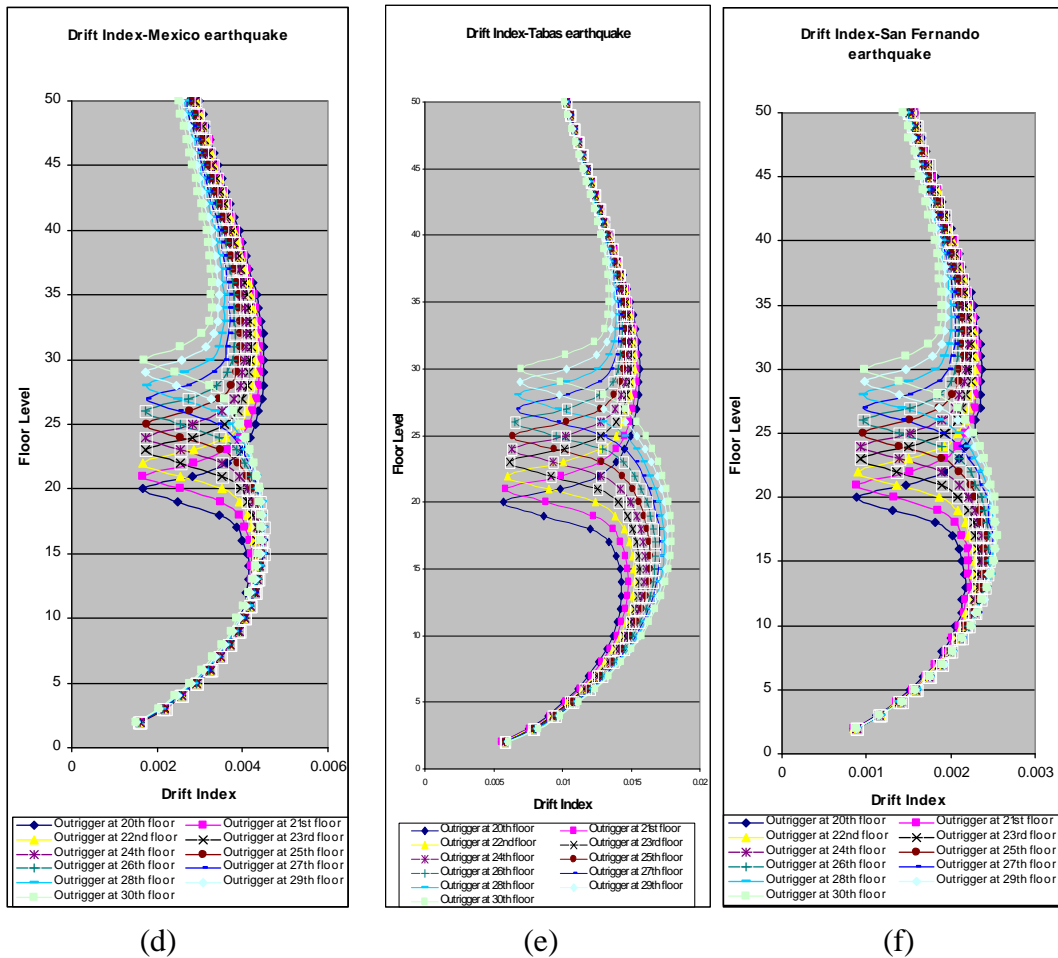 Drift Index-Mexico earthquake
50
45
40
35
30
25
20
15
10
5
0
Floor Level
0 0.002 0.004 0.006
Drift Index
Outrigger at 20th floor Outrigger at 21st floor
Outrigger at 22nd floor Outrigger at 23rd floor
Outrigger at 24th floor Outrigger at 25th floor
Outrigger at 26th floor Outrigger at 27th floor
Outrigger at 28th floor Outrigger at 29th floor
Outrigger at 30th floor
(d)
Drift Index-Tabas earthquake
50
45
40
35
30
25
20
15
10
5
0
Floor Level
0 0.005 0.01 0.015 0.02
Drift Index
Outrigger at 20th floor Outrigger at 21st floor
Outrigger at 22nd floor Outrigger at 23rd floor
Outrigger at 24th floor Outrigger at 25th floor
Outrigger at 26th floor Outrigger at 27th floor
Outrigger at 28th floor Outrigger at 29th floor
Outrigger at 30th floor
(e)
Drift Index-San Fernando
earthquake
50
45
40
35
30
25
20
15
10
5
0
Floor Level
0 0.001 0.002 0.003
Drift Index
Outrigger at 20th floor Outrigger at 21st floor
Outrigger at 22nd floor Outrigger at 23rd floor
Outrigger at 24th floor Outrigger at 25th floor
Outrigger at 26th floor Outrigger at 27th floor
Outrigger at 28th floor Outrigger at 29th floor
Outrigger at 30th floor
(f)